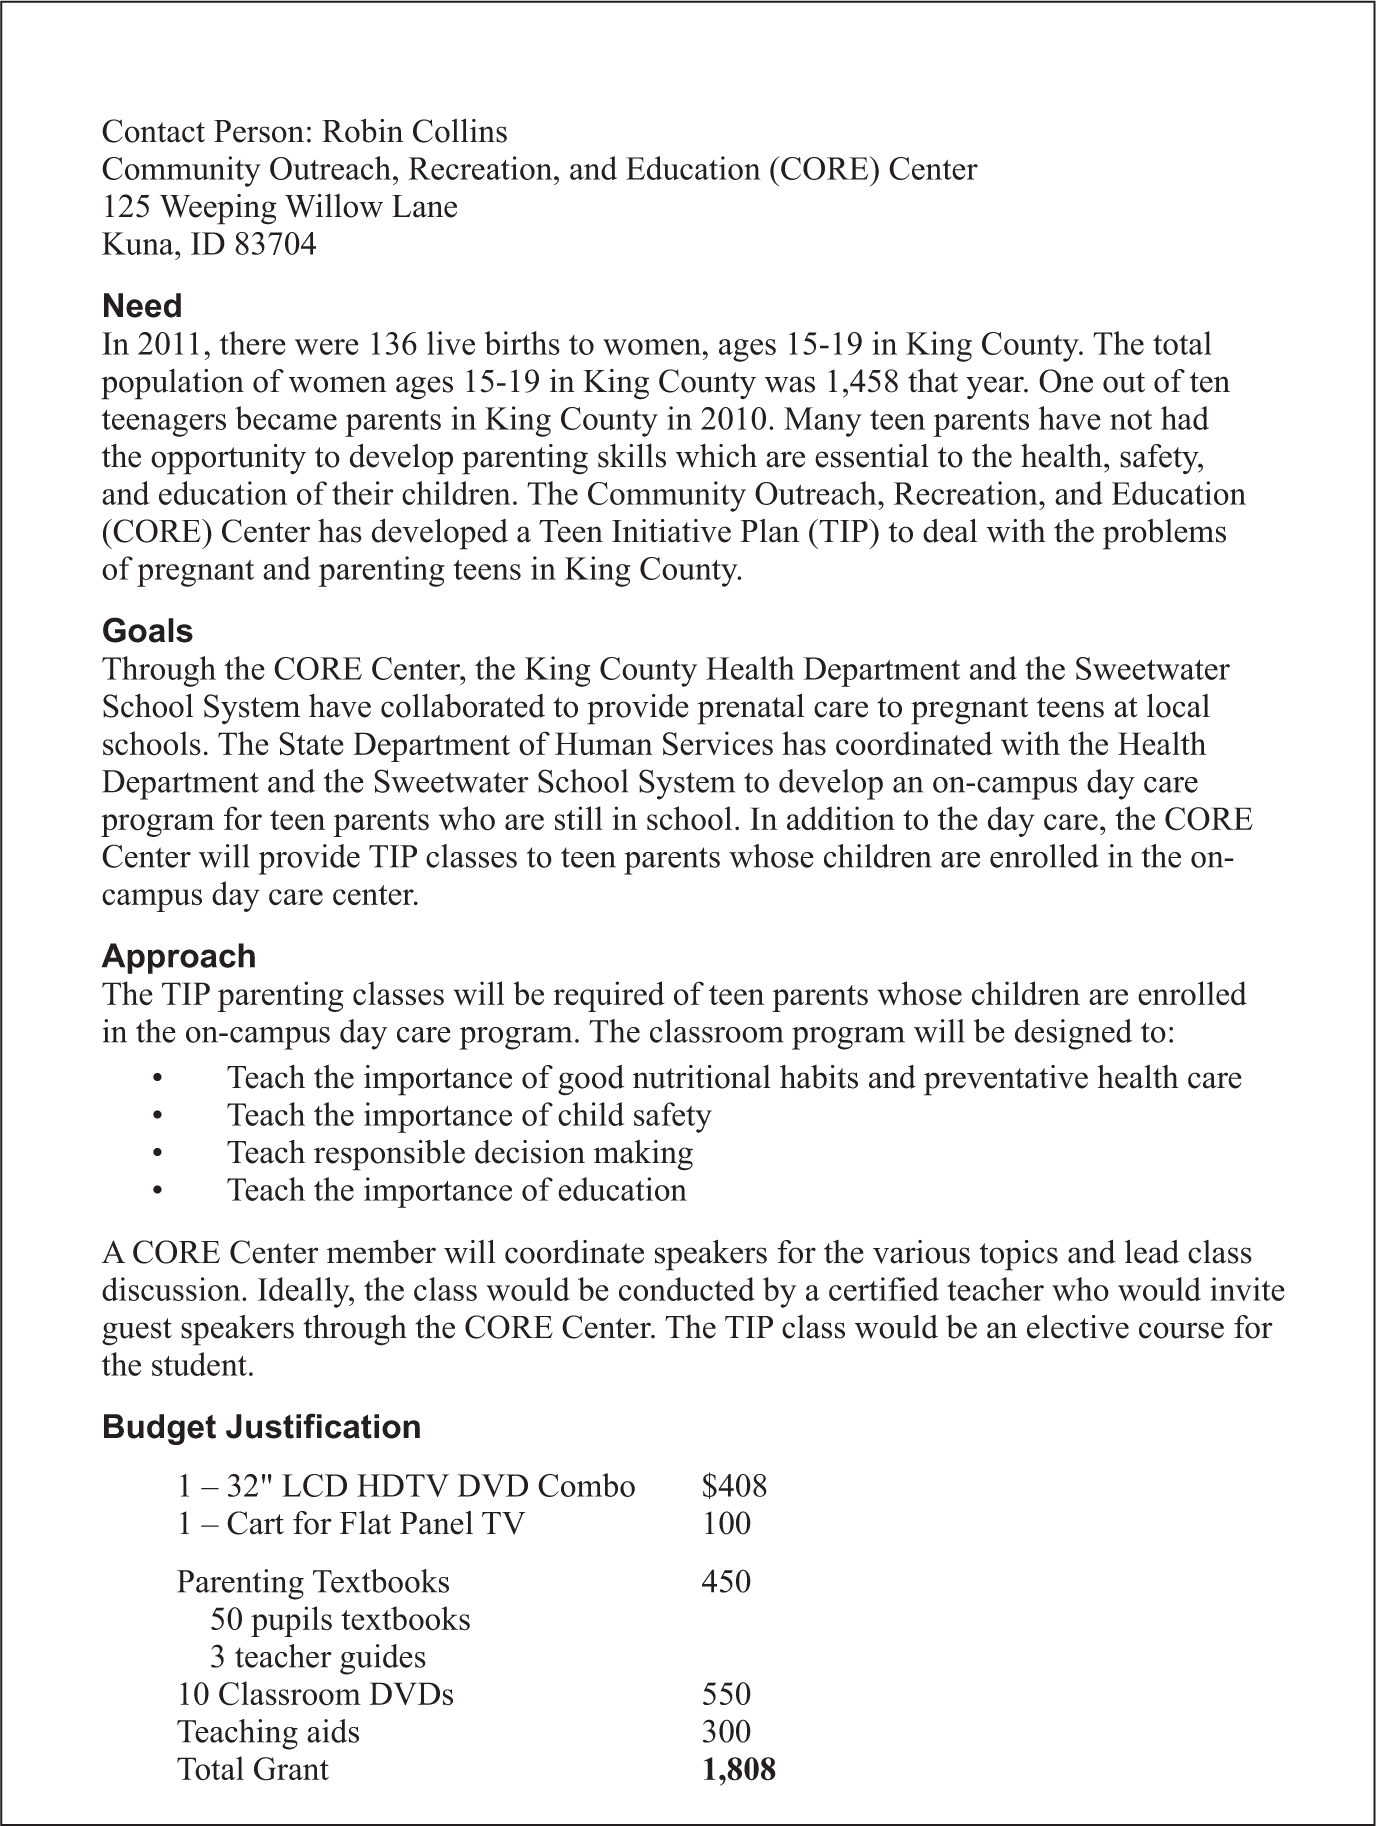 Contact Person: Robin Collins
Community Outreach, Recreation, and Education (CORE) Center
125 Weeping Willow Lane
Kuna, ID 83704
Need
In 2011, there were 136 live births to women, ages 15-19 in King County. The total
population of women ages 15-19 in King County was 1,458 that year. One out of ten
teenagers became parents in King County in 2010. Many teen parents have not had
the opportunity to develop parenting skills which are essential to the health, safety,
and education of their children. The Community Outreach, Recreation, and Education
(CORE) Center has developed a Teen Initiative Plan (TIP) to deal with the problems
of pregnant and parenting teens in King County.
Goals
Through the CORE Center, the King County Health Department and the Sweetwater
School System have collaborated to provide prenatal care to pregnant teens at local
schools. The State Department of Human Services has coordinated with the Health
Department and the Sweetwater School System to develop an on-campus day care
program for teen parents who are still in school. In addition to the day care, the CORE
Center will provide TIP classes to teen parents whose children are enrolled in the on-
campus day care center.
Approach
The TIP parenting classes will be required of teen parents whose children are enrolled
in the on-campus day care program. The classroom program will be designed to:
• Teach the importance of good nutritional habits and preventative health care
• Teach the importance of child safety
• Teach responsible decision making
• Teach the importance of education
A CORE Center member will coordinate speakers for the various topics and lead class
discussion. Ideally, the class would be conducted by a certified teacher who would invite
guest speakers through the CORE Center. The TIP class would be an elective course for
the student.
Budget Justification
1 – 32" LCD HDTV DVD Combo $408
1 – Cart for Flat Panel TV 100
Parenting Textbooks 450
50 pupils textbooks
3 teacher guides
10 Classroom DVDs 550
Teaching aids 300
Total Grant 1,808